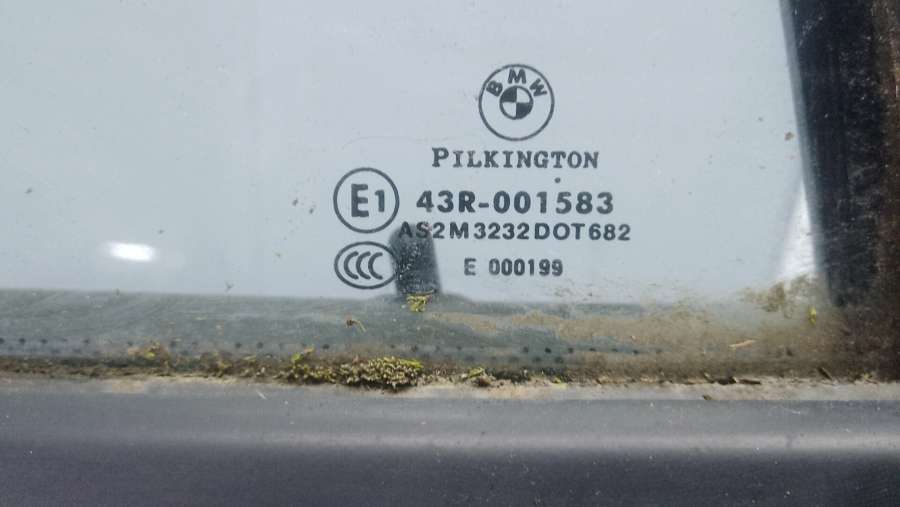 BMW
PILKINGTON
E1 43R-001583
AS2M3232DOT682
CCC E 000199